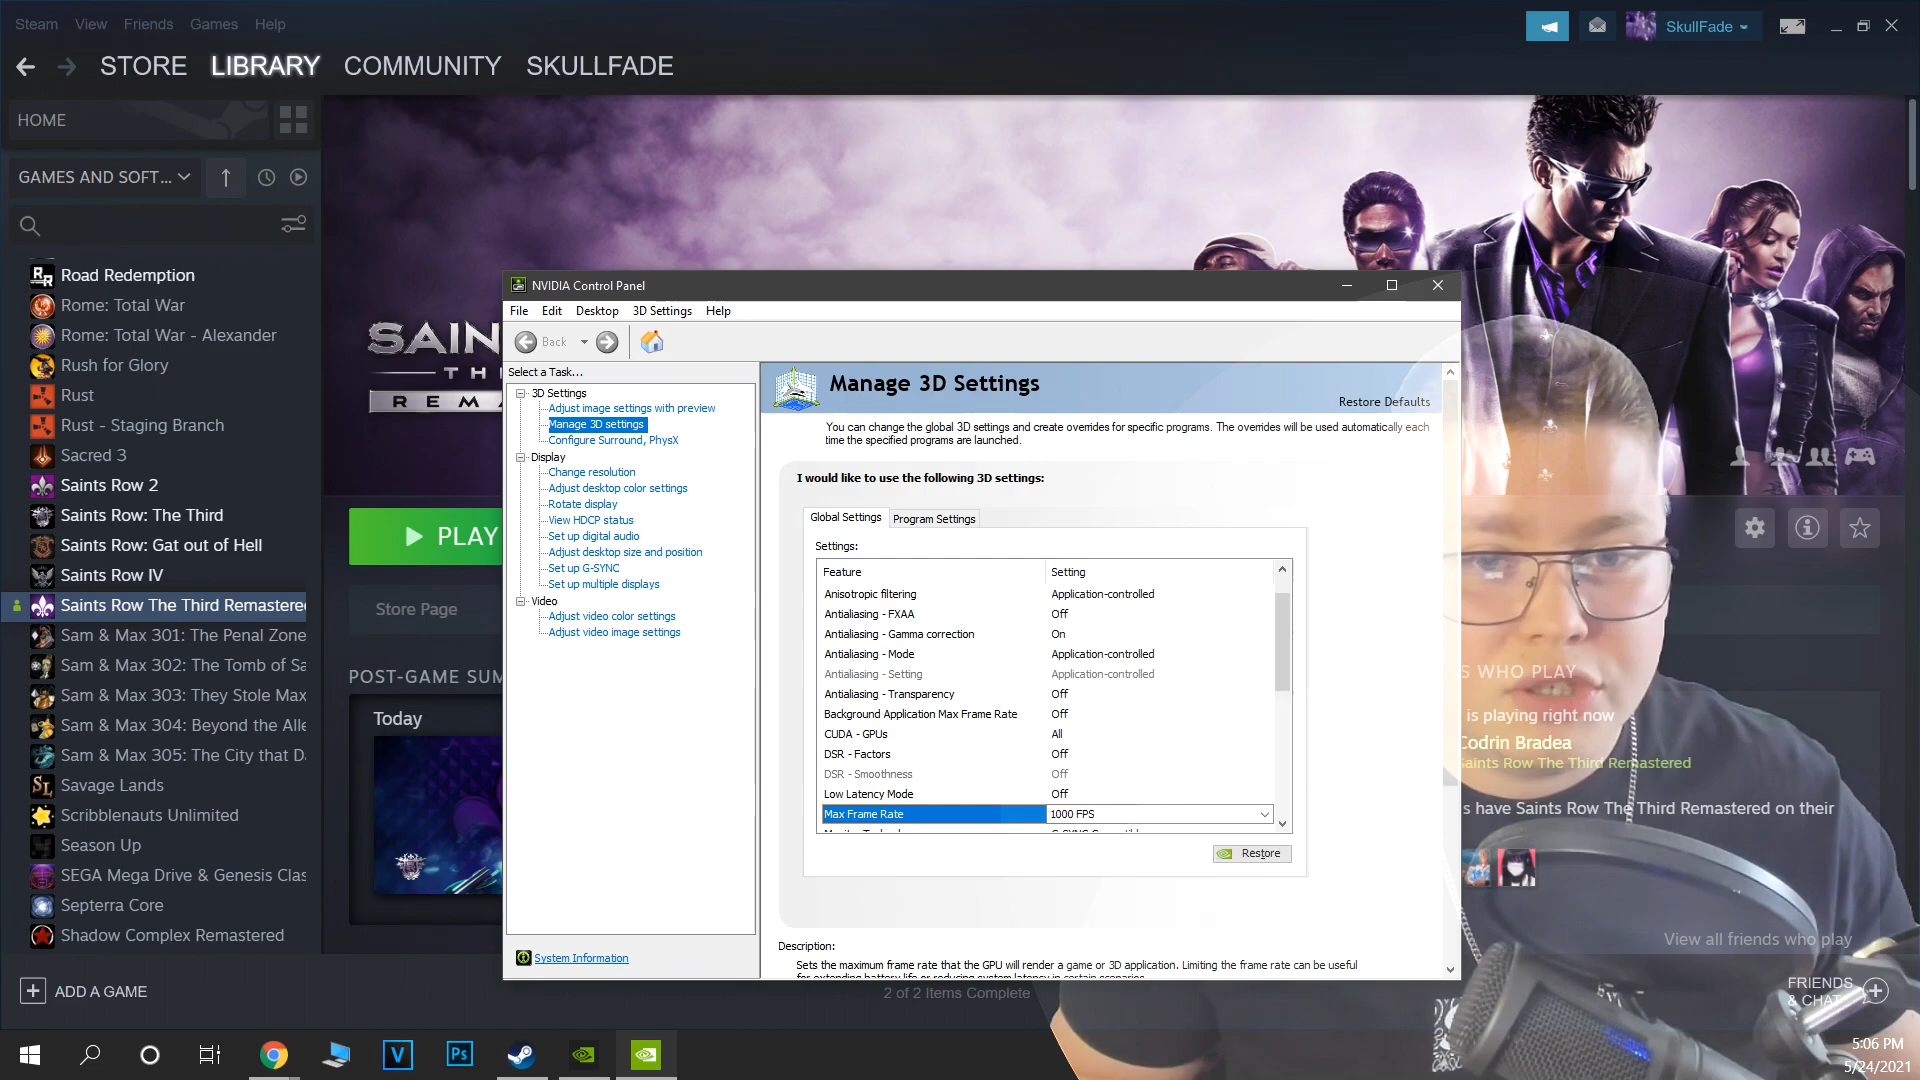 Steam View Friends Games Help
SkullFade
STORE LIBRARY COMMUNITY SKULLFADE
HOME
GAMES AND SOFT...
Road Redemption
Rome: Total War
Rome: Total War - Alexander
Rush for Glory
Rust
Rust - Staging Branch
Sacred 3
Saints Row 2
Saints Row: The Third
Saints Row: Gat out of Hell
Saints Row IV
Saints Row The Third Remastere
Sam & Max 301: The Penal Zone
Sam & Max 302: The Tomb of Sa
Sam & Max 303: They Stole Max
Sam & Max 304: Beyond the Alle
Sam & Max 305: The City that D
Savage Lands
Scribblenauts Unlimited
Season Up
SEGA Mega Drive & Genesis Clas
Septerra Core
Shadow Complex Remastered
ADD A GAME
SAIN
TH
REMA
PLAY
Store Page
POST-GAME SUM
Today
NVIDIA Control Panel
File Edit Desktop 3D Settings Help
Back
Select a Task...
3D Settings
Adjust image settings with preview
Manage 3D settings
Configure Surround, PhysX
Display
Change resolution
Adjust desktop color settings
Rotate display
View HDCP status
Set up digital audio
Adjust desktop size and position
Set up G-SYNC
Set up multiple displays
Video
Adjust video color settings
Adjust video image settings
System Information
Manage 3D Settings
Restore Defaults
You can change the global 3D settings and create overrides for specific programs. The overrides will be used automatically each
time the specified programs are launched.
I would like to use the following 3D settings:
Global Settings Program Settings
Settings:
Feature Setting
Anisotropic filtering Application-controlled
Antialiasing - FXAA Off
Antialiasing - Gamma correction On
Antialiasing - Mode Application-controlled
Antialiasing - Setting Application-controlled
Antialiasing - Transparency Off
Background Application Max Frame Rate Off
CUDA - GPUs All
DSR - Factors Off
DSR - Smoothness Off
Low Latency Mode Off
Max Frame Rate 1000 FPS
Restore
Description:
Sets the maximum frame rate that the GPU will render a game or 3D application. Limiting the frame rate can be useful
for extending battery life or reducing system latency in certain scenarios.
2 of 2 Items Complete
S WHO PLAY
is playing right now
Codrin Bradea
Saints Row The Third Remastered
s have Saints Row The Third Remastered on their
View all friends who play
FRIENDS
& CHAT
V
Ps
5:06 PM
5/24/2021